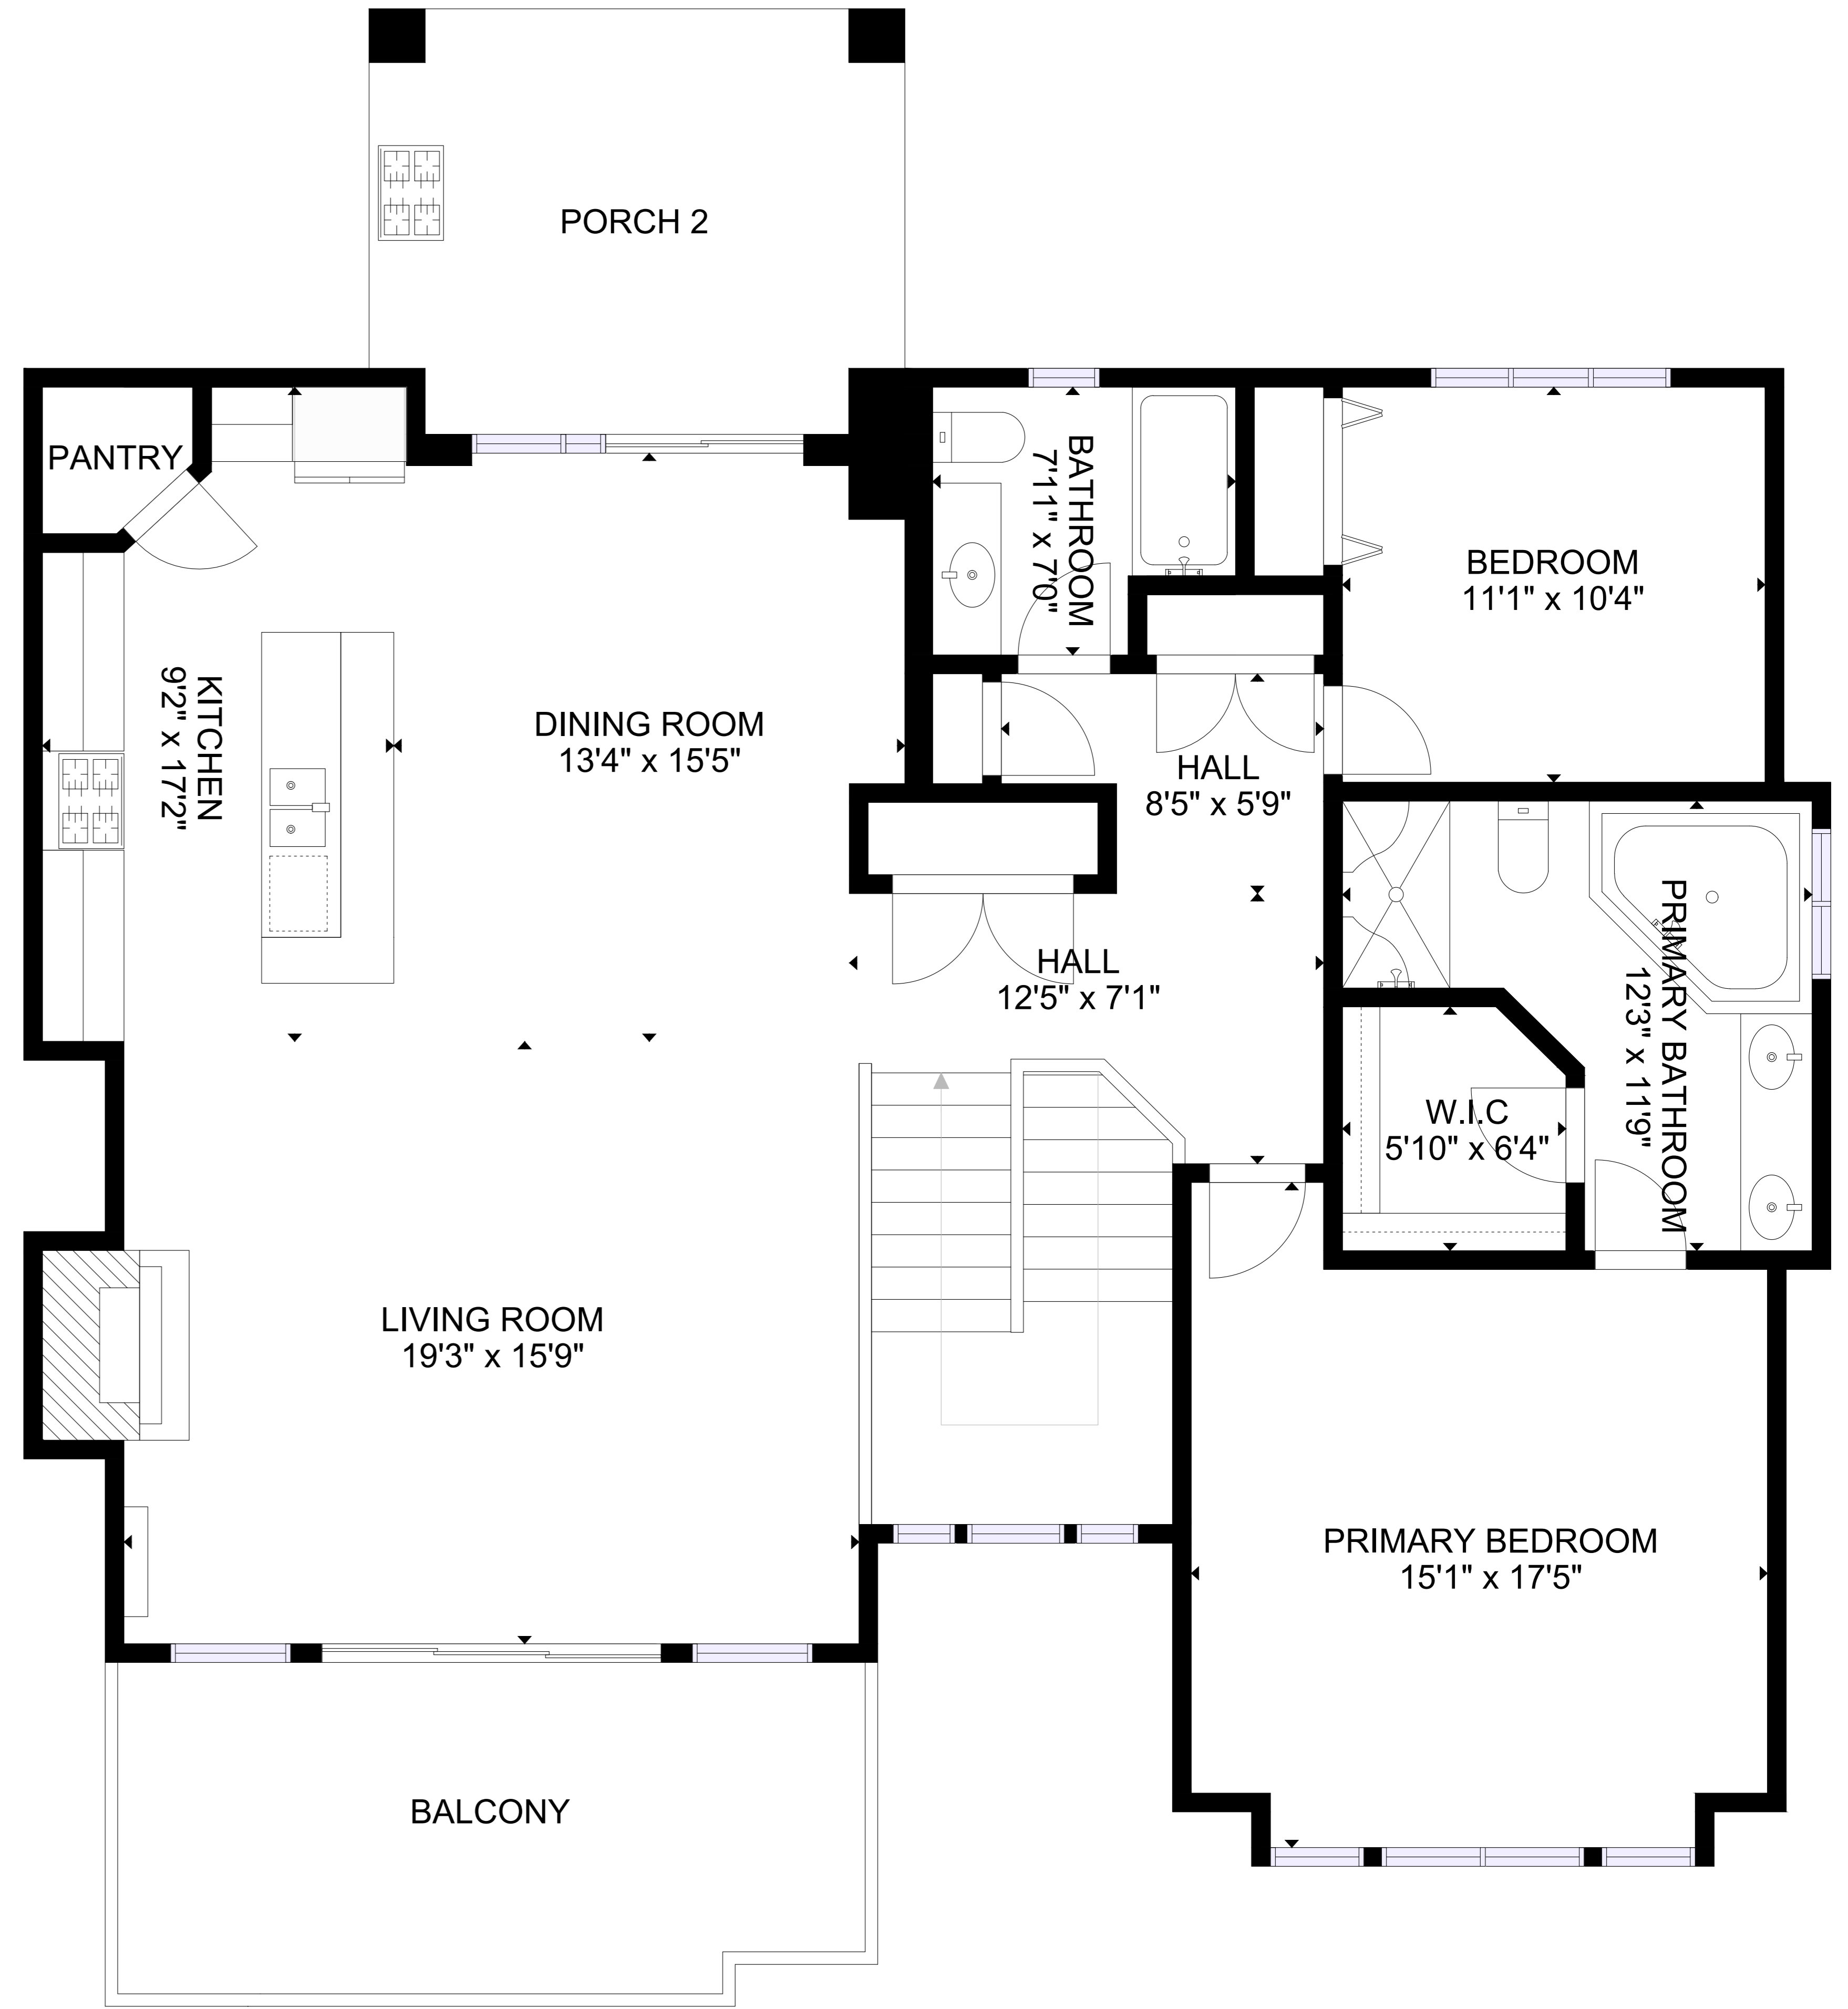 PORCH 2
PANTRY
BATHROOM
7'11" x 7'0"
BEDROOM
11'1" x 10'4"
KITCHEN
9'2" x 17'2"
DINING ROOM
13'4" x 15'5"
HALL
8'5" x 5'9"
HALL
12'5" x 7'1"
PRIMARY BATHROOM
12'3" x 11'9"
W.I.C
5'10" x 6'4"
LIVING ROOM
19'3" x 15'9"
PRIMARY BEDROOM
15'1" x 17'5"
BALCONY